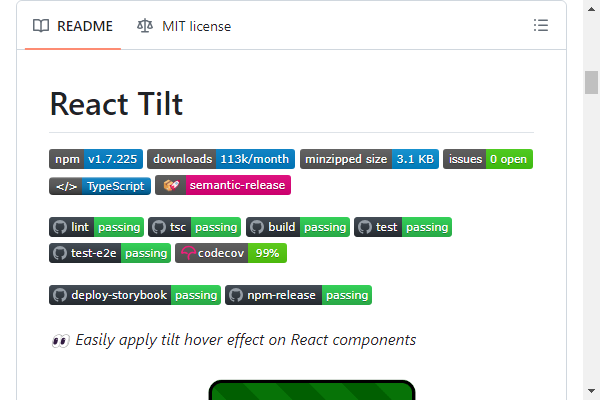 README MIT license
React Tilt
npm v1.7.225 downloads 113k/month minzipped size 3.1 KB issues 0 open
</> TypeScript semantic-release
lint passing tsc passing build passing test passing
test-e2e passing codecov 99%
deploy-storybook passing npm-release passing
👀 Easily apply tilt hover effect on React components